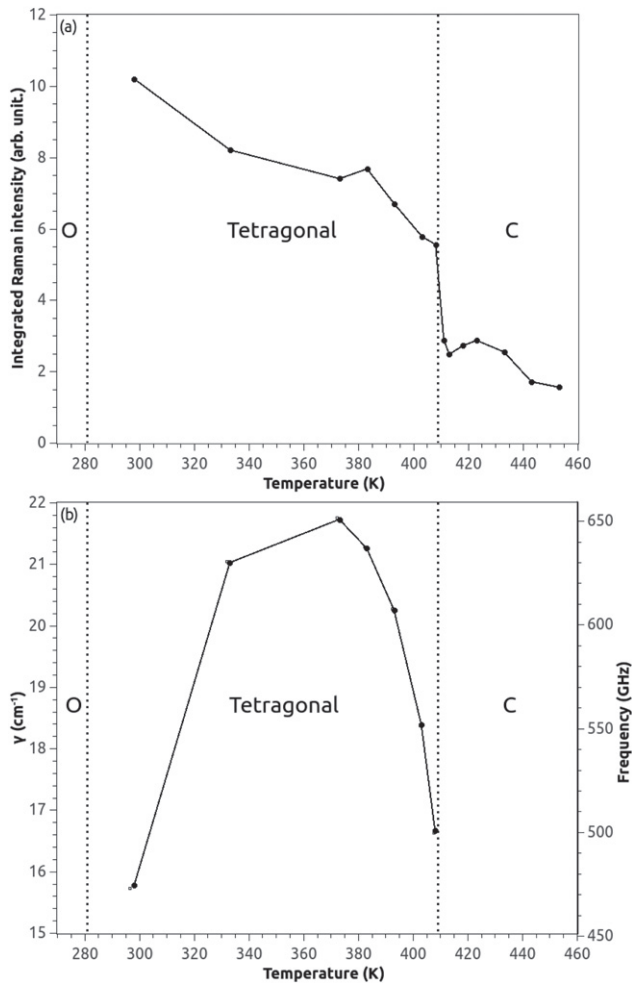 (a)
12
10
8
6
4
2
0
Integrated Raman intensity (arb. unit.)
O Tetragonal C
280 300 320 340 360 380 400 420 440 460
Temperature (K)
(b)
22
21
20
19
18
17
16
15
γ (cm⁻¹)
O Tetragonal C
650
600
550
500
450
Frequency (GHz)
280 300 320 340 360 380 400 420 440 460
Temperature (K)